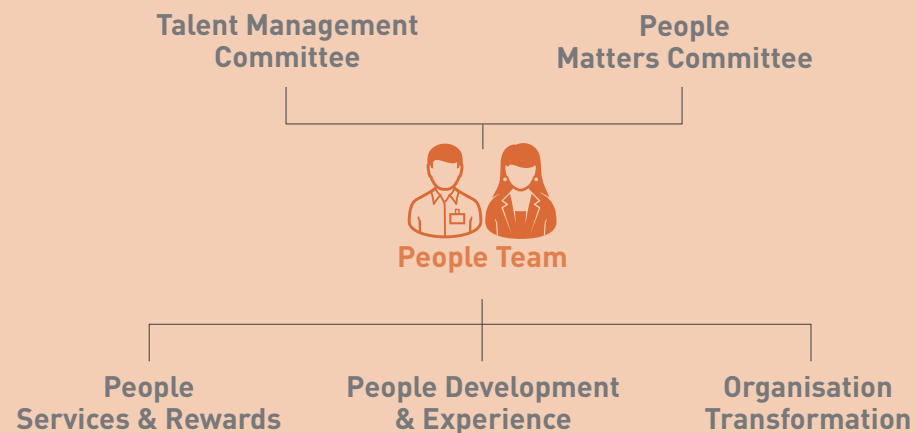 Talent Management
Committee
People
Matters Committee
People Team
People
Services & Rewards
People Development
& Experience
Organisation
Transformation